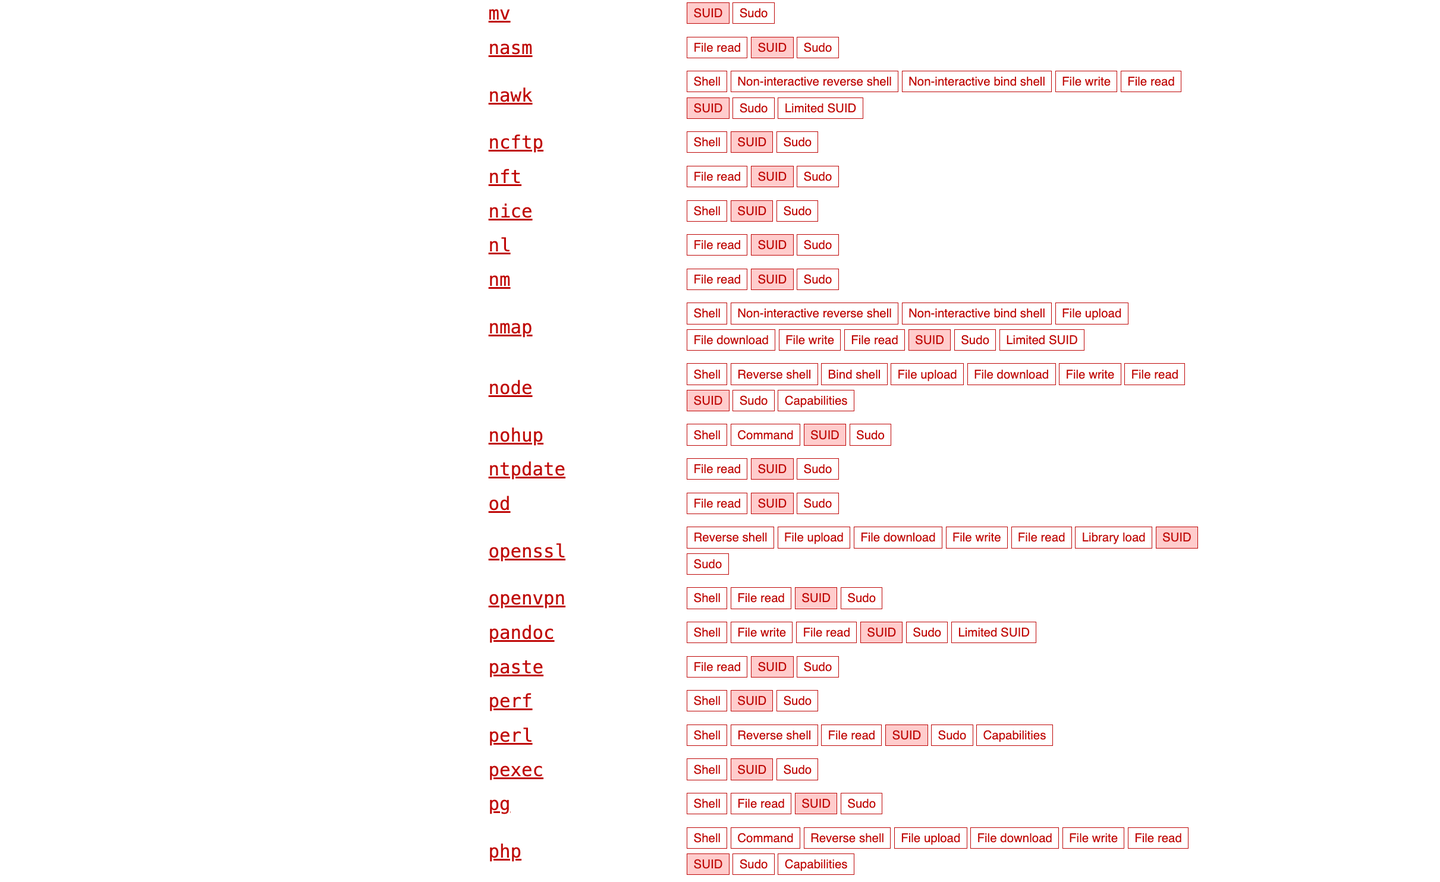 mv SUID Sudo
nasm File read SUID Sudo
Shell Non-interactive reverse shell Non-interactive bind shell File write File read
nawk
SUID Sudo Limited SUID
ncftp Shell SUID Sudo
nft File read SUID Sudo
nice Shell SUID Sudo
nl File read SUID Sudo
nm File read SUID Sudo
Shell Non-interactive reverse shell Non-interactive bind shell File upload
nmap
File download File write File read SUID Sudo Limited SUID
Shell Reverse shell Bind shell File upload File download File write File read
node
SUID Sudo Capabilities
nohup Shell Command SUID Sudo
ntpdate File read SUID Sudo
od File read SUID Sudo
Reverse shell File upload File download File write File read Library load SUID
openssl
Sudo
openvpn Shell File read SUID Sudo
pandoc Shell File write File read SUID Sudo Limited SUID
paste File read SUID Sudo
perf Shell SUID Sudo
perl Shell Reverse shell File read SUID Sudo Capabilities
pexec Shell SUID Sudo
pg Shell File read SUID Sudo
Shell Command Reverse shell File upload File download File write File read
php
SUID Sudo Capabilities